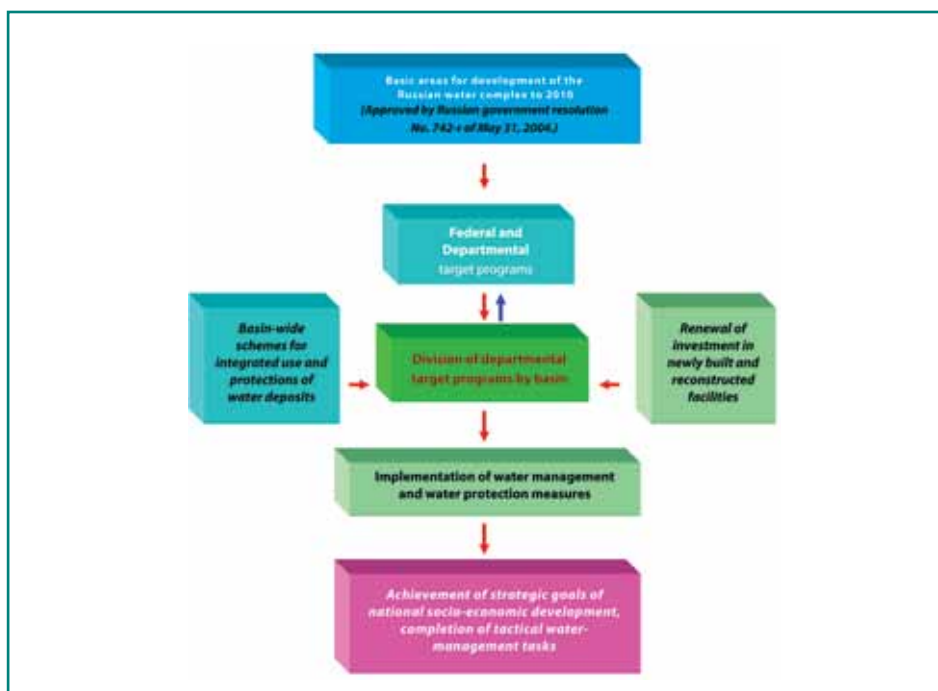 Basic areas for development of the
Russian water complex to 2010
(Approved by Russian government resolution
No. 742-r of May 31, 2004.)
Federal and
Departmental
target programs
Basin-wide
schemes for
integrated use and
protections of
water deposits
Division of departmental
target programs by basin
Renewal of
investment in
newly built and
reconstructed
facilities
Implementation of water management
and water protection measures
Achievement of strategic goals of
national socio-economic development,
completion of tactical water-
management tasks